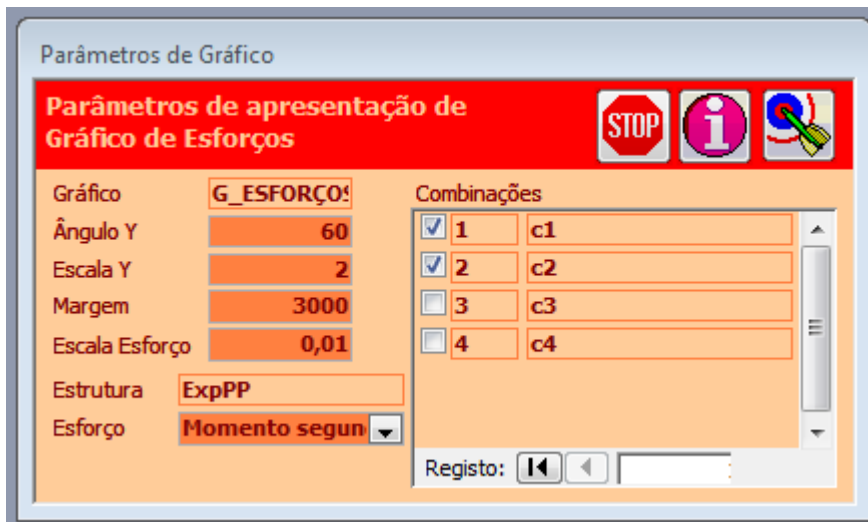 Parâmetros de Gráfico
Parâmetros de apresentação de
Gráfico de Esforços
STOP
Gráfico G_ESFORÇOS
Ângulo Y 60
Escala Y 2
Margem 3000
Escala Esforço 0,01
Estrutura ExpPP
Esforço Momento segun
Combinações
1 c1
2 c2
3 c3
4 c4
Registo: